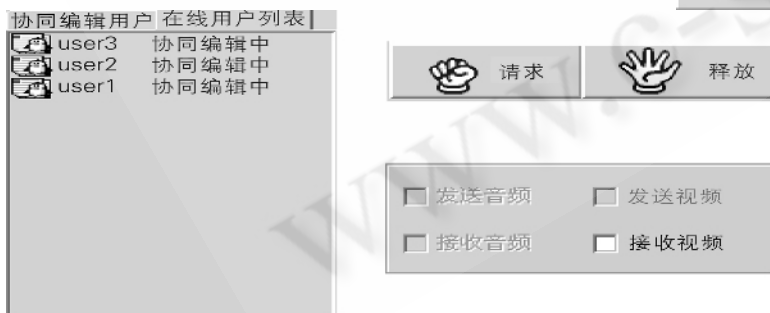 协同编辑用户 在线用户列表
user3 协同编辑中
user2 协同编辑中
user1 协同编辑中
请求 释放
发送音频 发送视频
接收音频 接收视频